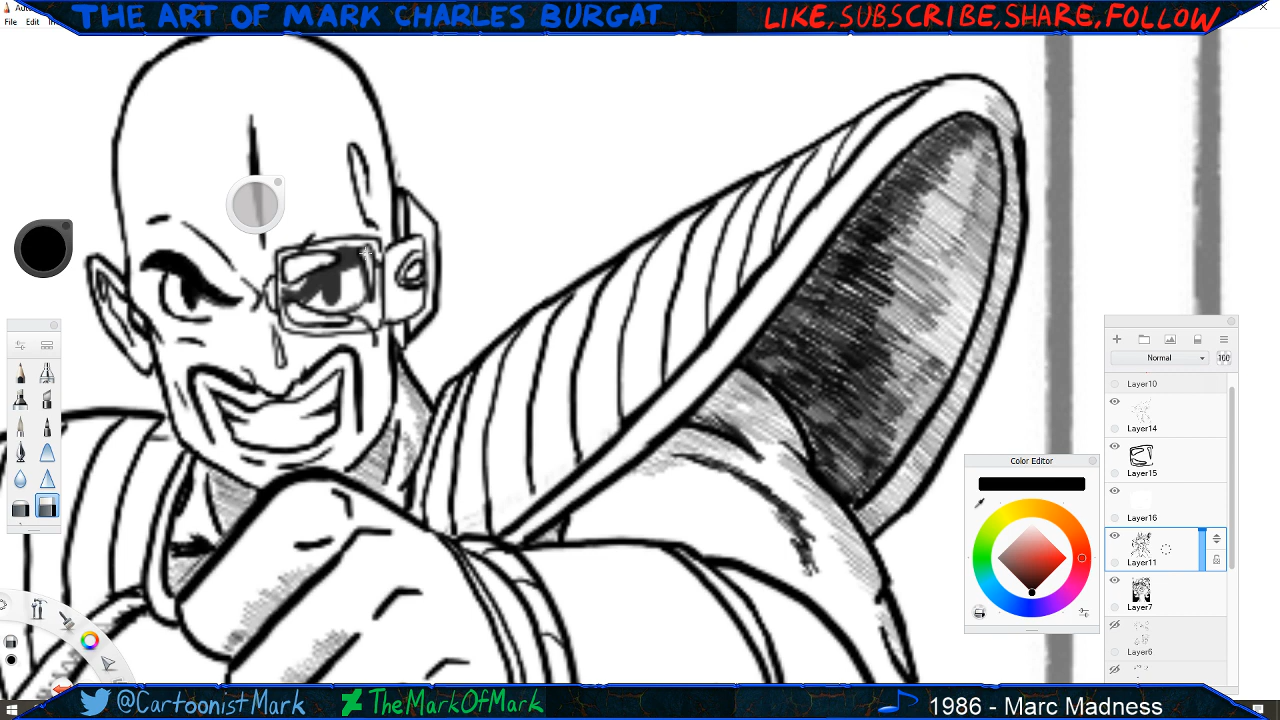 THE ART OF MARK CHARLES BURGAT
LIKE, SUBSCRIBE, SHARE, FOLLOW
File Edit
Normal
100
Layer10
Layer14
Layer15
Layer16
Layer11
Layer7
Layer6
Color Editor
@CartoonistMark
TheMarkOfMark
1986 - Marc Madness